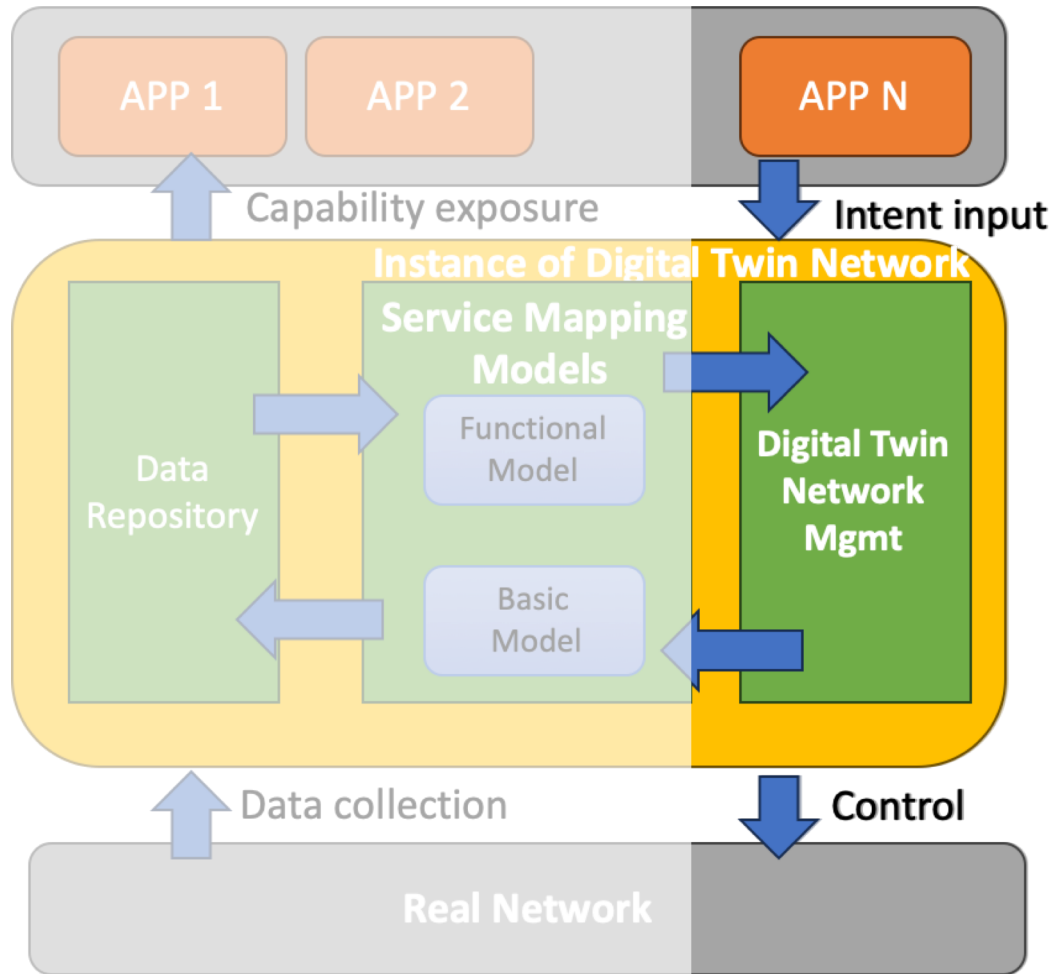 APP 1
APP 2
APP N
Capability exposure
Intent input
Instance of Digital Twin Network
Service Mapping
Models
Functional
Model
Data
Repository
Digital Twin
Network
Mgmt
Basic
Model
Data collection
Control
Real Network